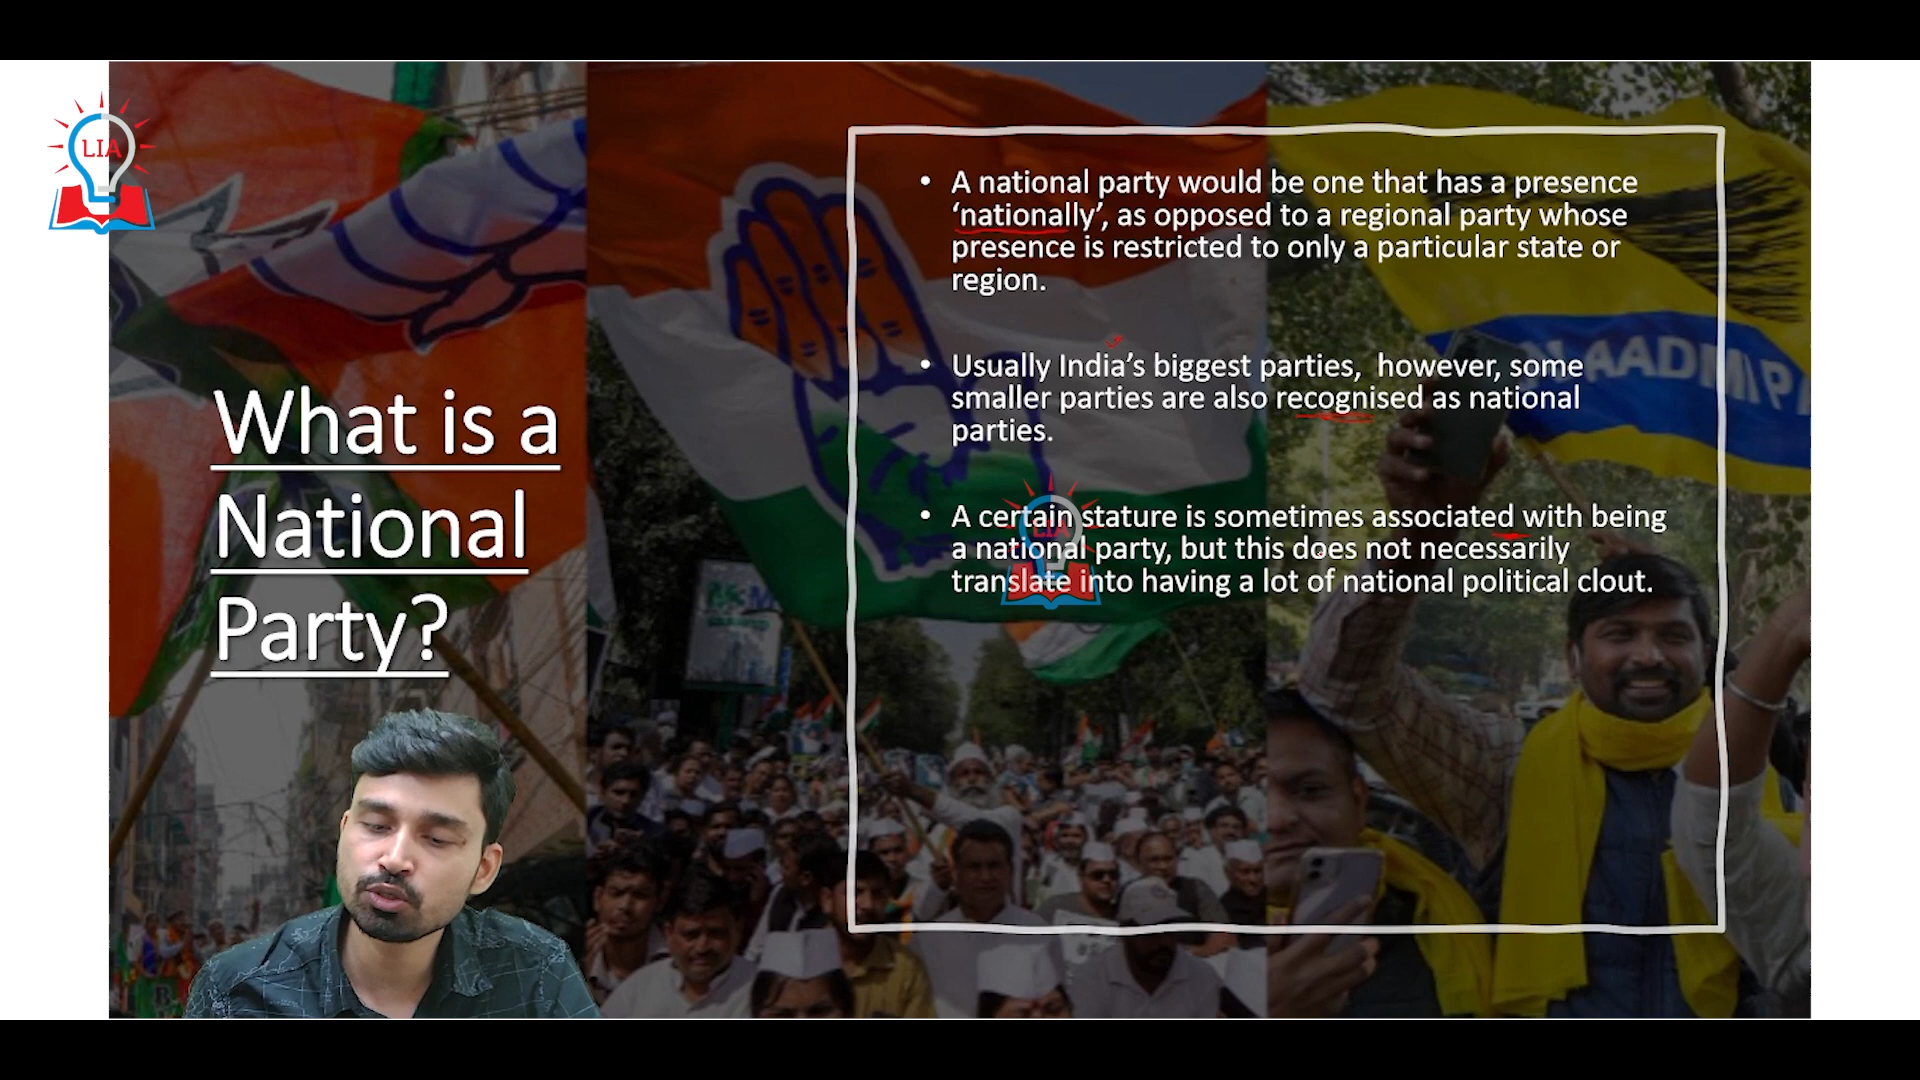 LIA
What is a
National
Party?
• A national party would be one that has a presence
‘nationally’, as opposed to a regional party whose
presence is restricted to only a particular state or
region.
• Usually India’s biggest parties,  however, some
smaller parties are also recognised as national
parties.
• A certain stature is sometimes associated with being
a national party, but this does not necessarily
translate into having a lot of national political clout.
LIA
AADMI